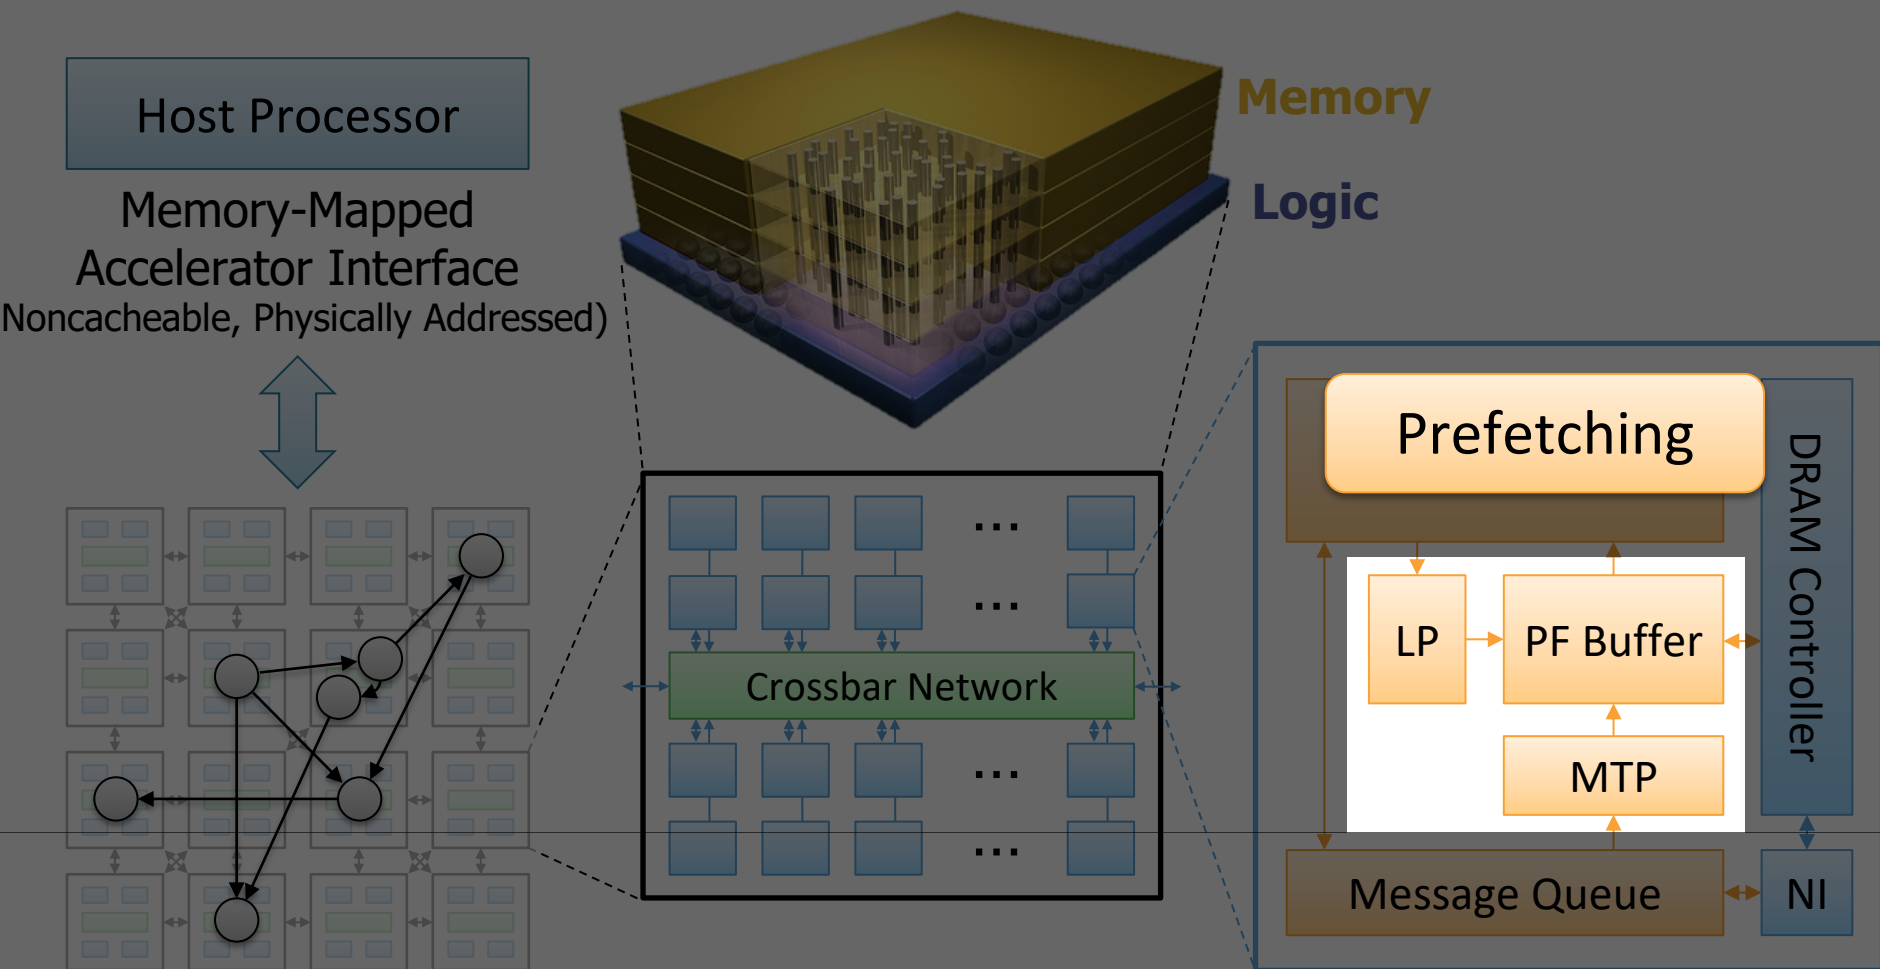 Host Processor
Memory-Mapped
Accelerator Interface
Noncacheable, Physically Addressed)
Memory
Logic
...
...
Crossbar Network
...
...
Prefetching
LP
PF Buffer
MTP
Message Queue
DRAM Controller
NI